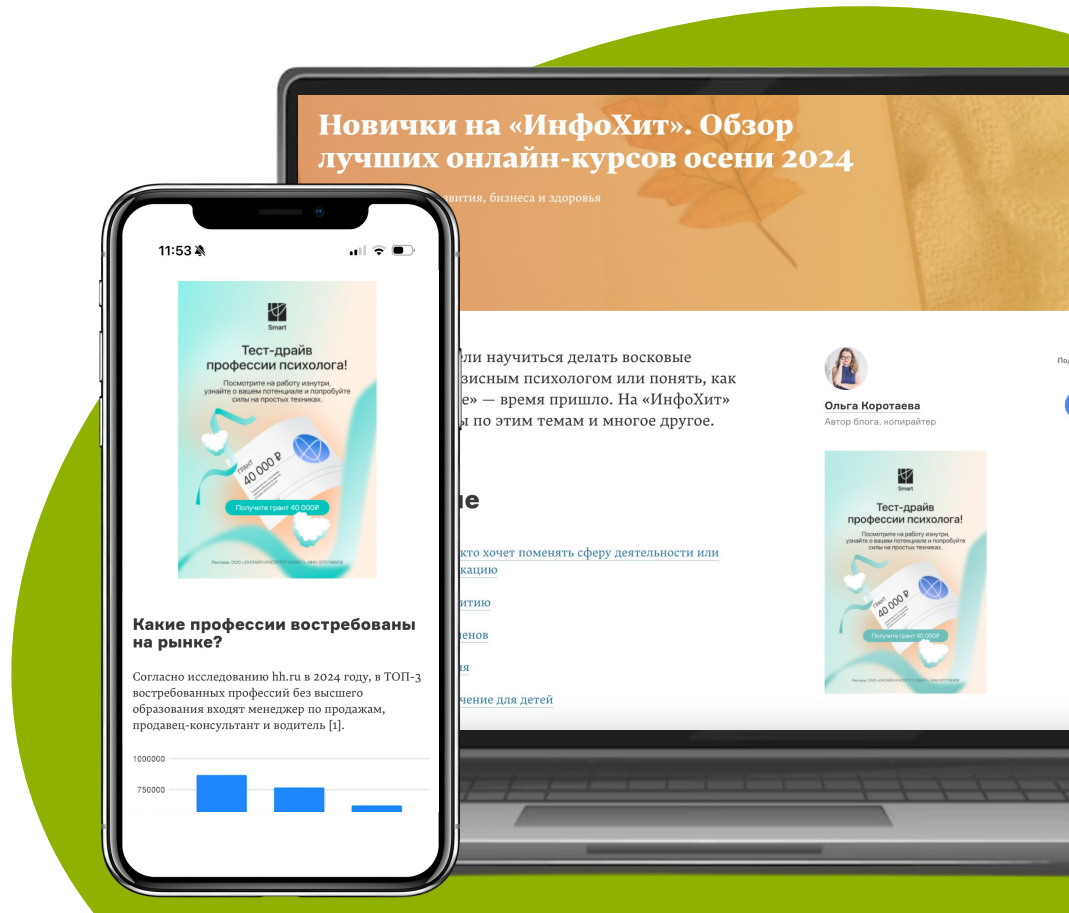 Новички на «ИнфоХит». Обзор
лучших онлайн-курсов осени 2024
вития, бизнеса и здоровья
ли научиться делать восковые
зисным психологом или понять, как
е» — время пришло. На «ИнфоХит»
ы по этим темам и многое другое.
ие
кто хочет поменять сферу деятельности или
кацию
итию
енов
ия
чение для детей
Ольга Коротаева
Автор блога, копирайтер
Под
Smart
Тест-драйв
профессии психолога!
Посмотрите на работу изнутри,
узнайте о вашем потенциале и попробуйте
силы на простых техниках.
ГРАНТ
40 000 ₽
Получите грант 40 000₽
11:53
Smart
Тест-драйв
профессии психолога!
Посмотрите на работу изнутри,
узнайте о вашем потенциале и попробуйте
силы на простых техниках.
ГРАНТ
40 000 ₽
Получите грант 40 000₽
Какие профессии востребованы
на рынке?
Согласно исследованию hh.ru в 2024 году, в ТОП-3
востребованных профессий без высшего
образования входят менеджер по продажам,
продавец-консультант и водитель [1].
1000000
750000